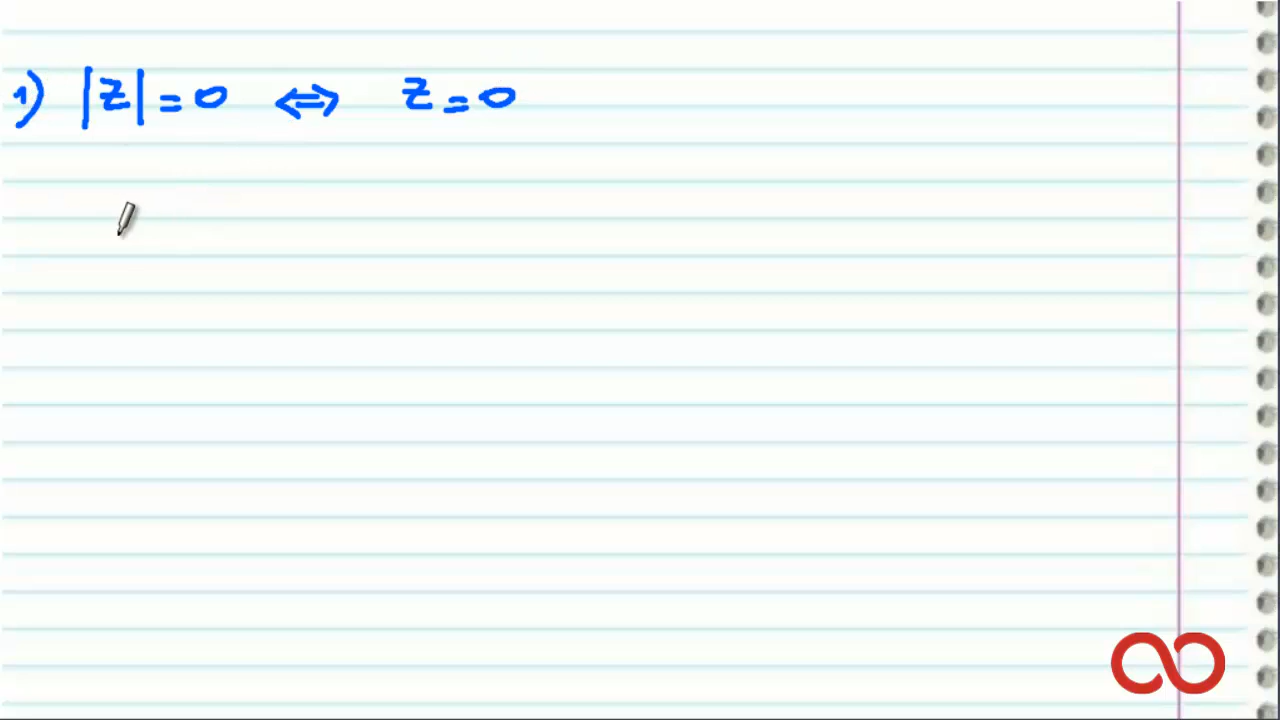 1) |z| = 0 ⇔ z = 0